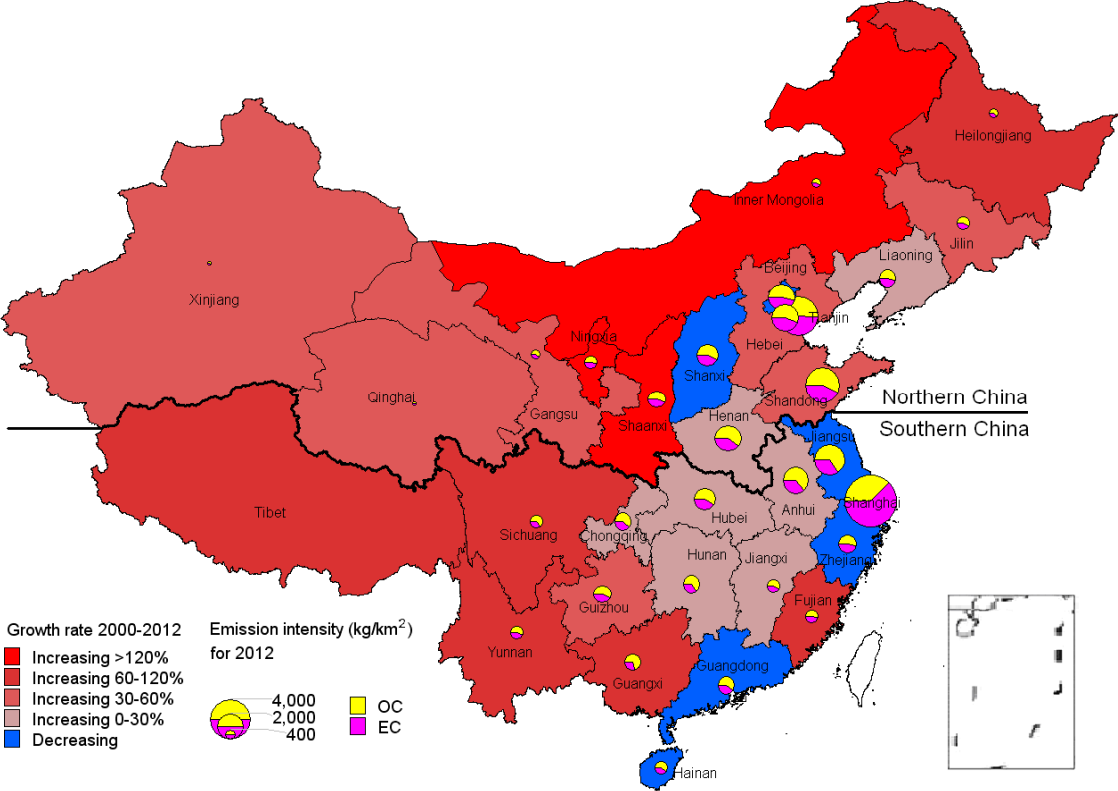 Heilongjiang
Inner Mongolia
Jilin
Liaoning
Beijing
Xinjiang
Tianjin
Ningxia
Hebei
Shanxi
Qinghai
Shandong
Northern China
Gangsu
Shaanxi
Henan
Southern China
Jiangsu
Shanghai
Tibet
Anhui
Hubei
Sichuang
Chongqing
Hunan
Jiangxi
Zhejiang
Guizhou
Fujian
Yunnan
Guangxi
Guangdong
Hainan
Growth rate 2000-2012
Increasing >120%
Increasing 60-120%
Increasing 30-60%
Increasing 0-30%
Decreasing
Emission intensity (kg/km²)
for 2012
4,000
2,000
400
OC
EC